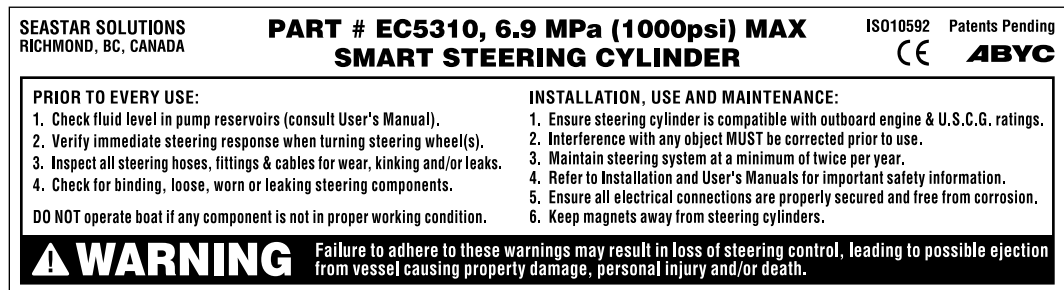 SEASTAR SOLUTIONS
RICHMOND, BC, CANADA
PART # EC5310, 6.9 MPa (1000psi) MAX
SMART STEERING CYLINDER
ISO10592 Patents Pending
CE ABYC
PRIOR TO EVERY USE:
1. Check fluid level in pump reservoirs (consult User's Manual).
2. Verify immediate steering response when turning steering wheel(s).
3. Inspect all steering hoses, fittings & cables for wear, kinking and/or leaks.
4. Check for binding, loose, worn or leaking steering components.
DO NOT operate boat if any component is not in proper working condition.
INSTALLATION, USE AND MAINTENANCE:
1. Ensure steering cylinder is compatible with outboard engine & U.S.C.G. ratings.
2. Interference with any object MUST be corrected prior to use.
3. Maintain steering system at a minimum of twice per year.
4. Refer to Installation and User's Manuals for important safety information.
5. Ensure all electrical connections are properly secured and free from corrosion.
6. Keep magnets away from steering cylinders.
WARNING
Failure to adhere to these warnings may result in loss of steering control, leading to possible ejection
from vessel causing property damage, personal injury and/or death.